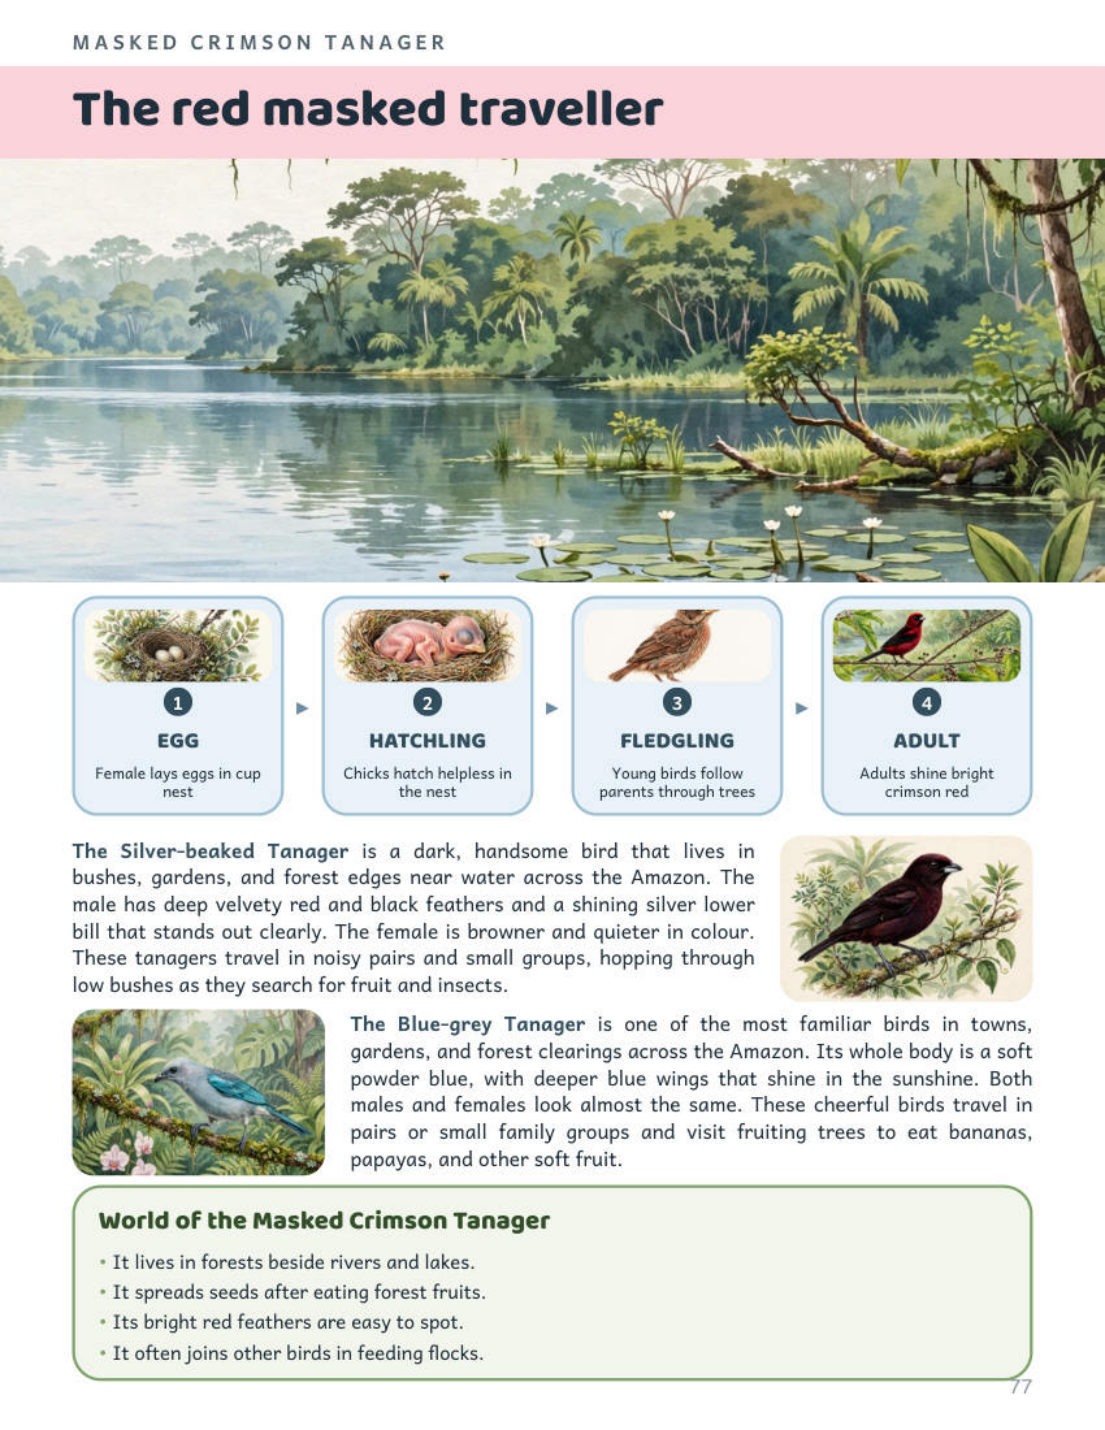 MASKED CRIMSON TANAGER
The red masked traveller
1
EGG
Female lays eggs in cup
nest
2
HATCHLING
Chicks hatch helpless in
the nest
3
FLEDGLING
Young birds follow
parents through trees
4
ADULT
Adults shine bright
crimson red
The Silver-beaked Tanager is a dark, handsome bird that lives in
bushes, gardens, and forest edges near water across the Amazon. The
male has deep velvety red and black feathers and a shining silver lower
bill that stands out clearly. The female is browner and quieter in colour.
These tanagers travel in noisy pairs and small groups, hopping through
low bushes as they search for fruit and insects.
The Blue-grey Tanager is one of the most familiar birds in towns,
gardens, and forest clearings across the Amazon. Its whole body is a soft
powder blue, with deeper blue wings that shine in the sunshine. Both
males and females look almost the same. These cheerful birds travel in
pairs or small family groups and visit fruiting trees to eat bananas,
papayas, and other soft fruit.
World of the Masked Crimson Tanager
• It lives in forests beside rivers and lakes.
• It spreads seeds after eating forest fruits.
• Its bright red feathers are easy to spot.
• It often joins other birds in feeding flocks.
77